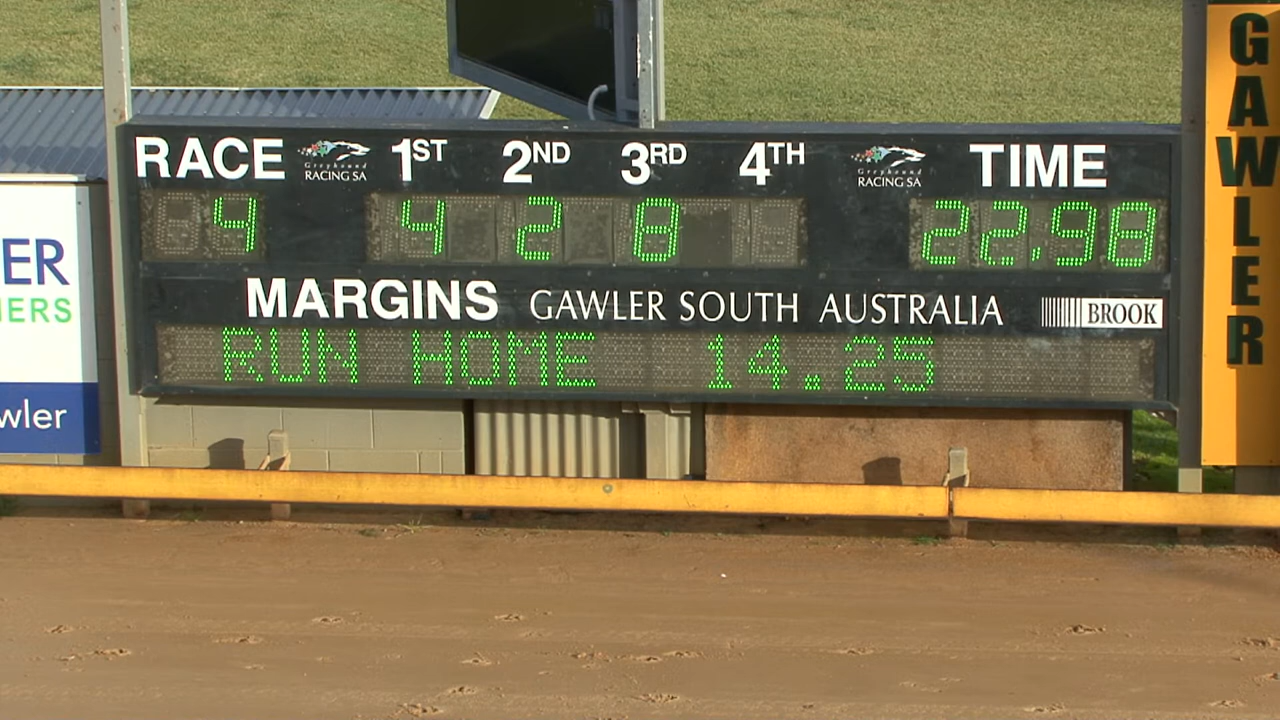 RACE Greyhound RACING SA 1ST 2ND 3RD 4TH Greyhound RACING SA TIME
4 4 2 8 22.98
MARGINS GAWLER SOUTH AUSTRALIA BROOK
RUN HOME 14.25
ER
NERS
wler
GAWLER